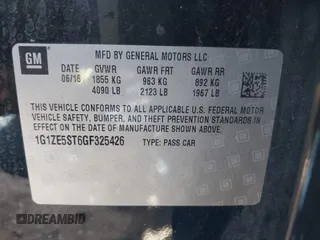 GM
MFD BY GENERAL MOTORS LLC
DATE GVWR GAWR FRT GAWR RR
06/16 1855 KG 963 KG 892 KG
4090 LB 2123 LB 1967 LB
THIS VEHICLE CONFORMS TO ALL APPLICABLE U.S. FEDERAL MOTOR
VEHICLE SAFETY, BUMPER, AND THEFT PREVENTION STANDARDS IN
EFFECT ON THE DATE OF MANUFACTURE SHOWN ABOVE.
1G1ZE5ST6GF325426 TYPE: PASS CAR
DREAMBID